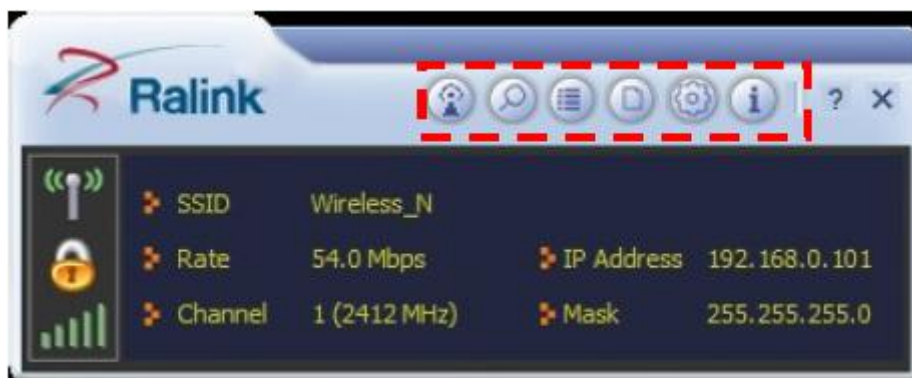 Ralink
i ? ×
SSID Wireless_N
Rate 54.0 Mbps IP Address 192.168.0.101
Channel 1 (2412 MHz) Mask 255.255.255.0